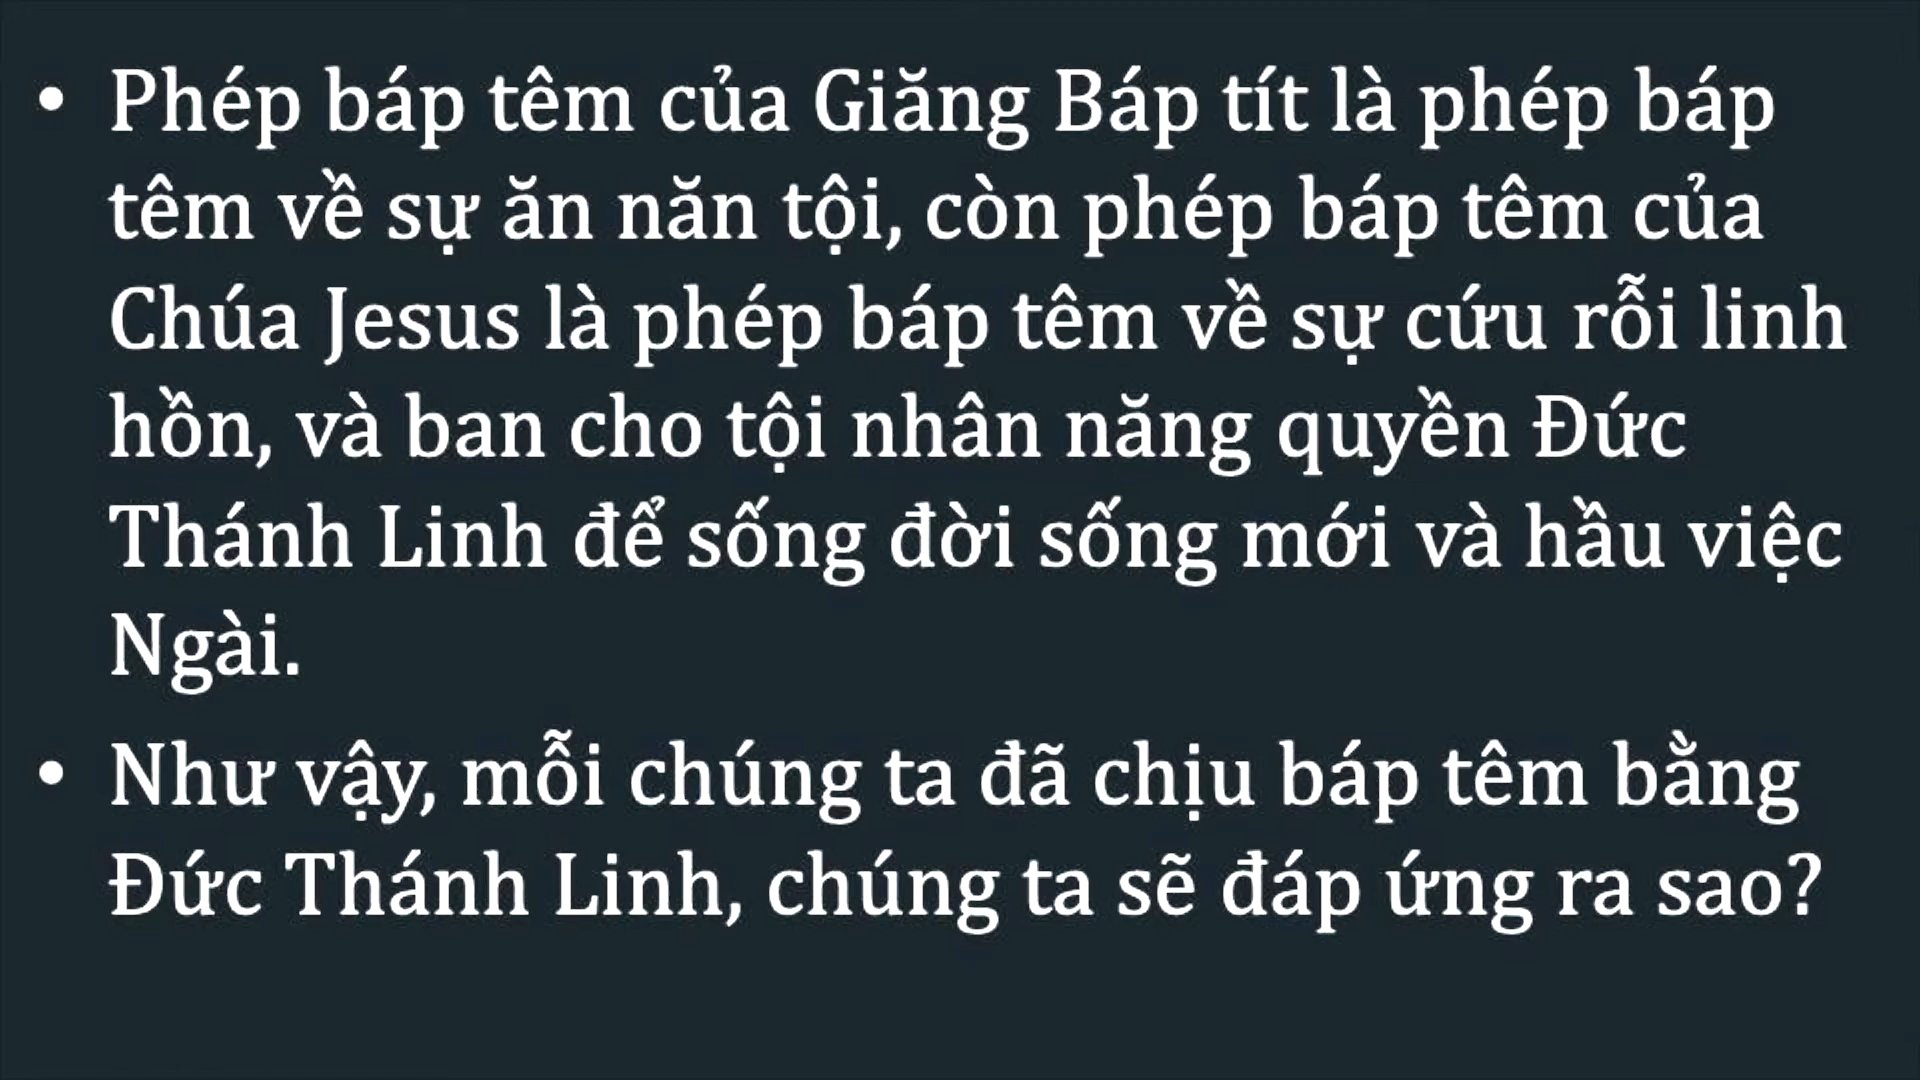 • Phép báp têm của Giăng Báp tít là phép báp
têm về sự ăn năn tội, còn phép báp têm của
Chúa Jesus là phép báp têm về sự cứu rỗi linh
hồn, và ban cho tội nhân năng quyền Đức
Thánh Linh để sống đời sống mới và hầu việc
Ngài.
• Như vậy, mỗi chúng ta đã chịu báp têm bằng
Đức Thánh Linh, chúng ta sẽ đáp ứng ra sao?